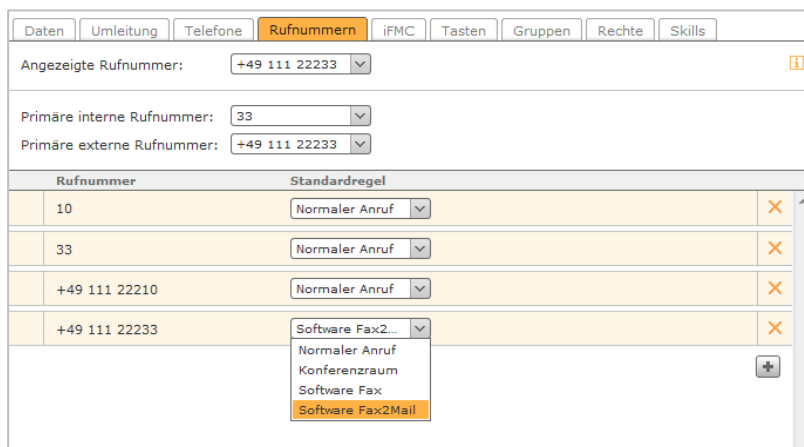 Daten Umleitung Telefone Rufnummern iFMC Tasten Gruppen Rechte Skills
Angezeigte Rufnummer: +49 111 22233
Primäre interne Rufnummer: 33
Primäre externe Rufnummer: +49 111 22233
Rufnummer Standardregel
10 Normaler Anruf
33 Normaler Anruf
+49 111 22210 Normaler Anruf
+49 111 22233 Software Fax2...
Normaler Anruf
Konferenzraum
Software Fax
Software Fax2Mail